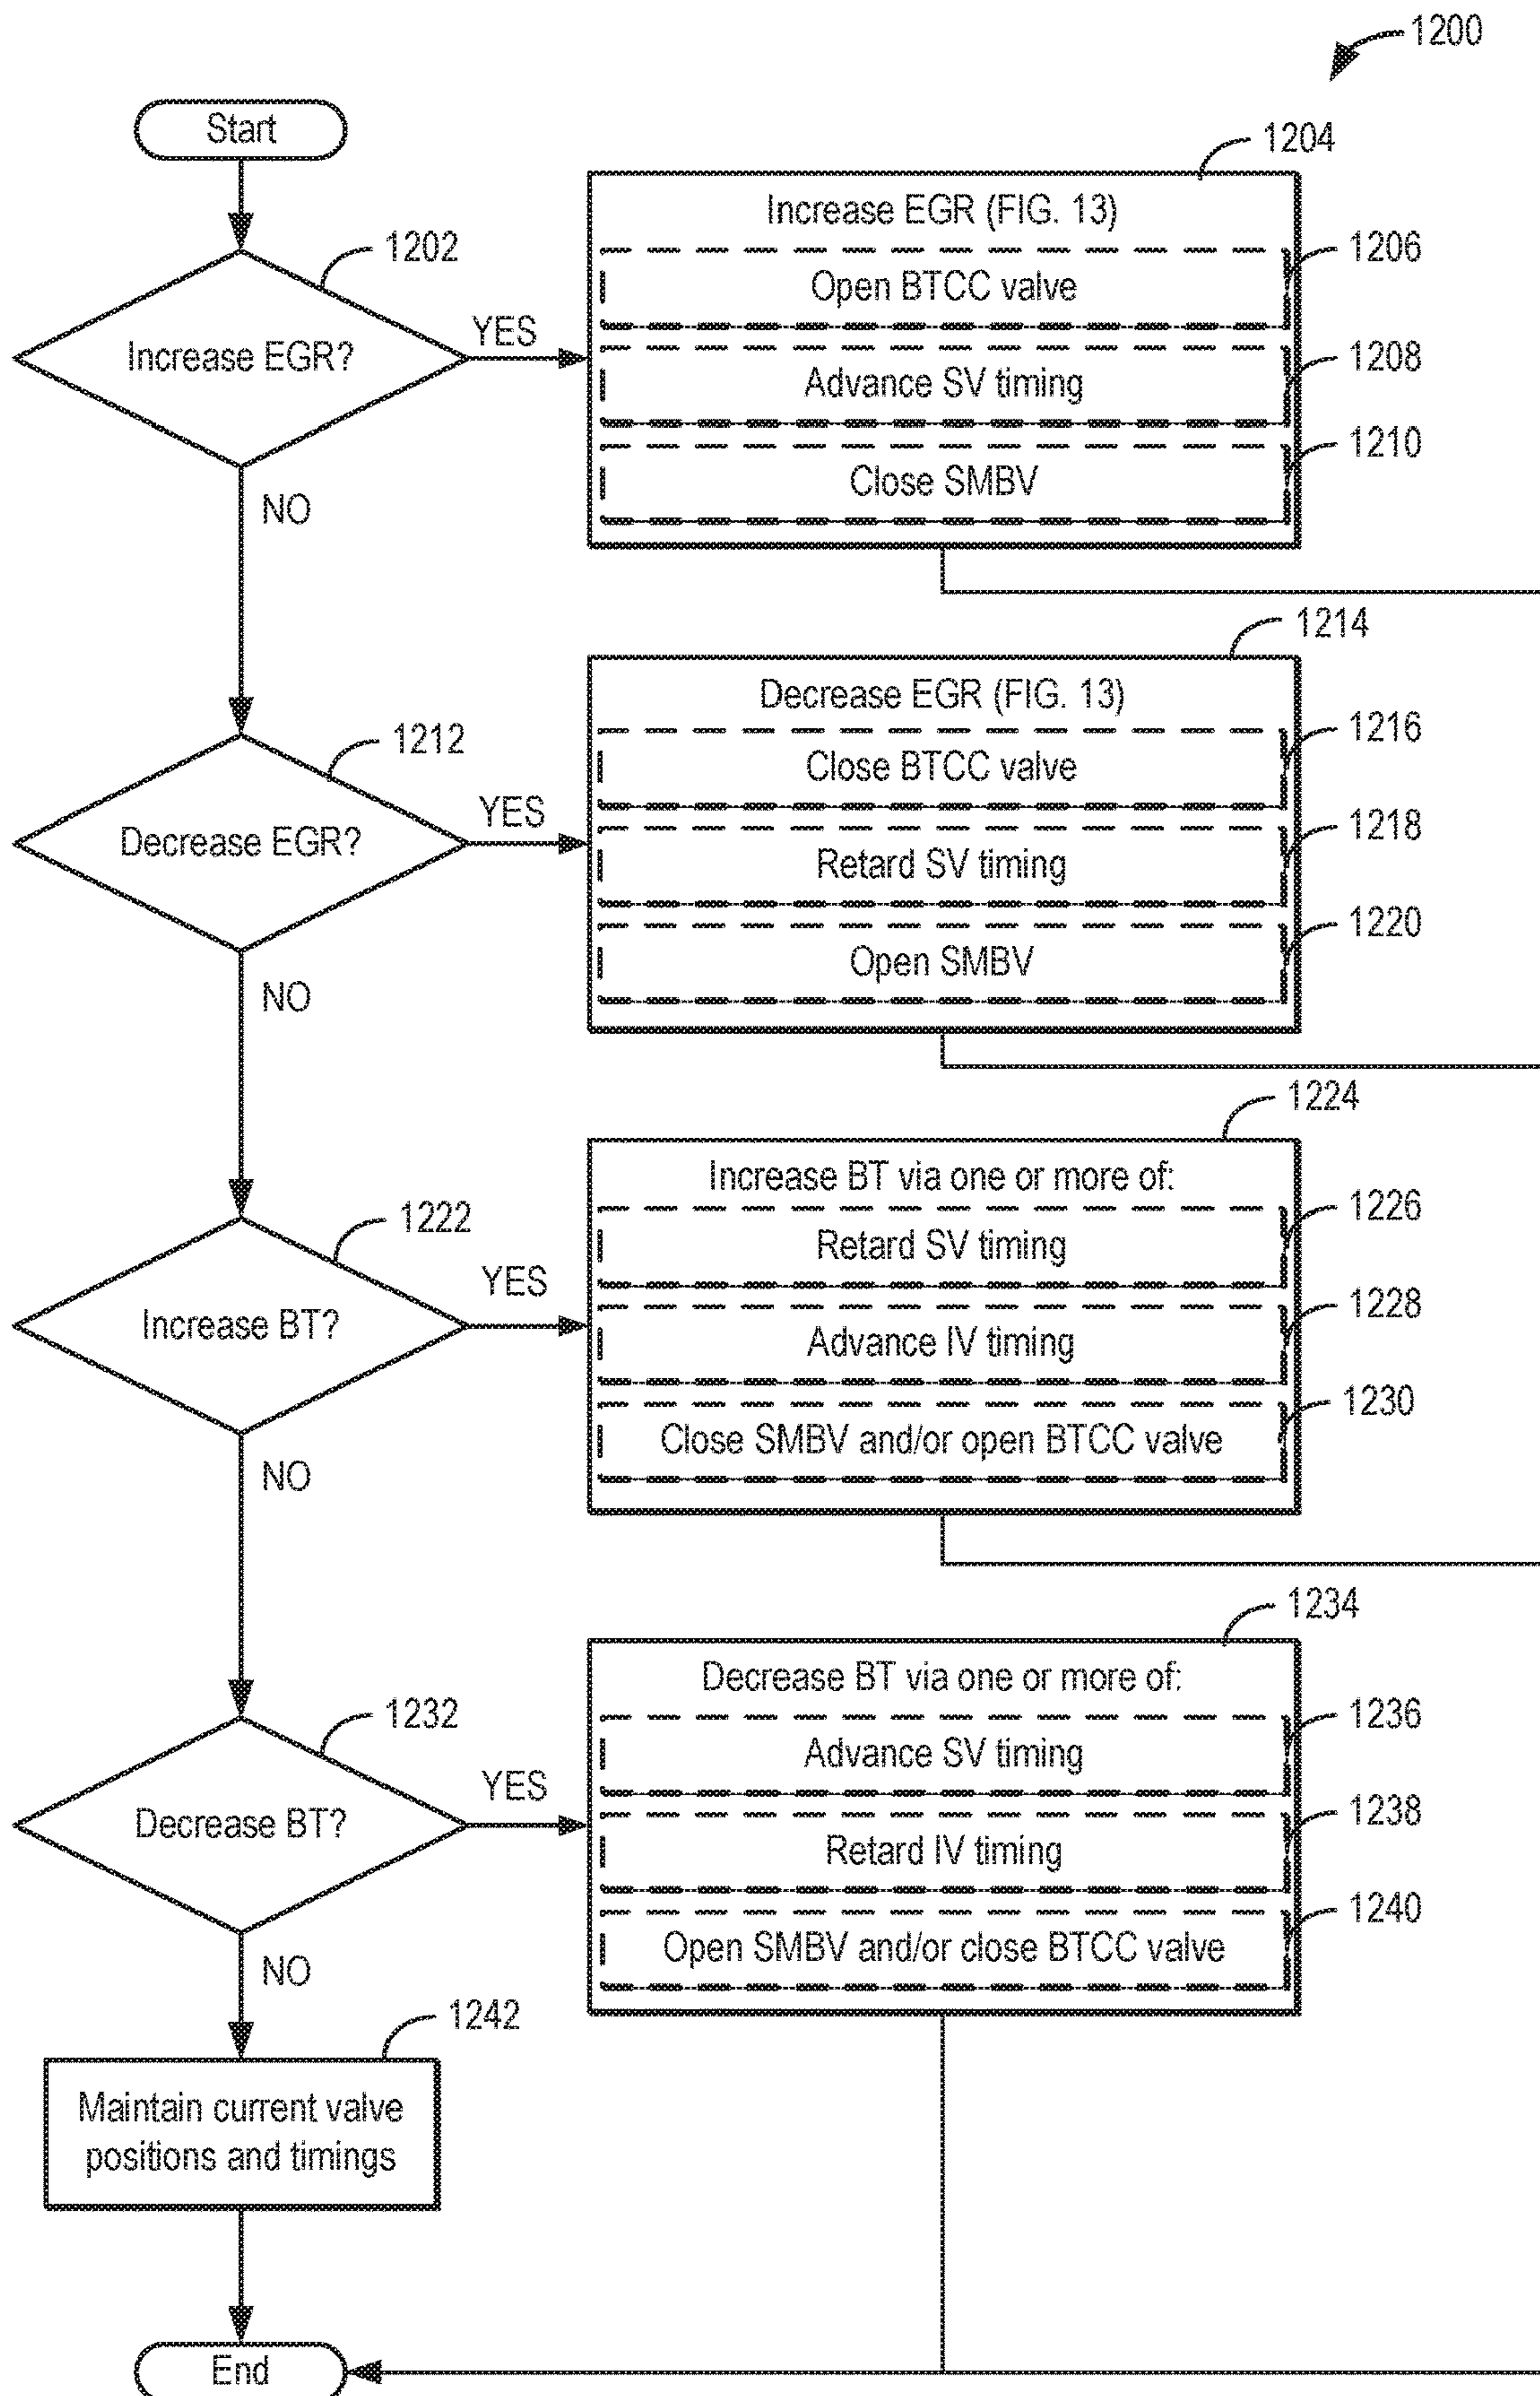 1200
Start
1204
Increase EGR (FIG. 13)
1202
1206
Open BTCC valve
YES
Increase EGR?
1208
Advance SV timing
1210
Close SMBV
NO
1214
Decrease EGR (FIG. 13)
1212
1216
Close BTCC valve
YES
Decrease EGR?
1218
Retard SV timing
1220
Open SMBV
NO
1224
Increase BT via one or more of:
1222
1226
Retard SV timing
YES
Increase BT?
1228
Advance IV timing
1230
Close SMBV and/or open BTCC valve
NO
1234
Decrease BT via one or more of:
1232
1236
Advance SV timing
YES
Decrease BT?
1238
Retard IV timing
1240
Open SMBV and/or close BTCC valve
NO
1242
Maintain current valve
positions and timings
End